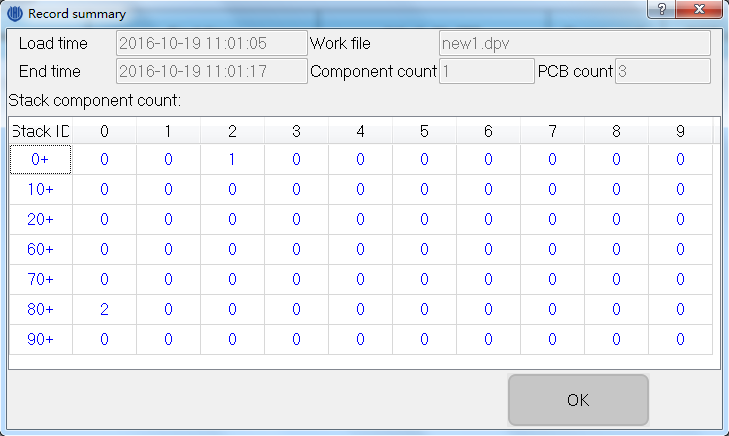 Record summary
Load time 2016-10-19 11:01:05 Work file new1.dpv
End time 2016-10-19 11:01:17 Component count 1 PCB count 3
Stack component count:
Stack ID 0 1 2 3 4 5 6 7 8 9
0+ 0 0 1 0 0 0 0 0 0 0
10+ 0 0 0 0 0 0 0 0 0 0
20+ 0 0 0 0 0 0 0 0 0 0
60+ 0 0 0 0 0 0 0 0 0 0
70+ 0 0 0 0 0 0 0 0 0 0
80+ 2 0 0 0 0 0 0 0 0 0
90+ 0 0 0 0 0 0 0 0 0 0
OK